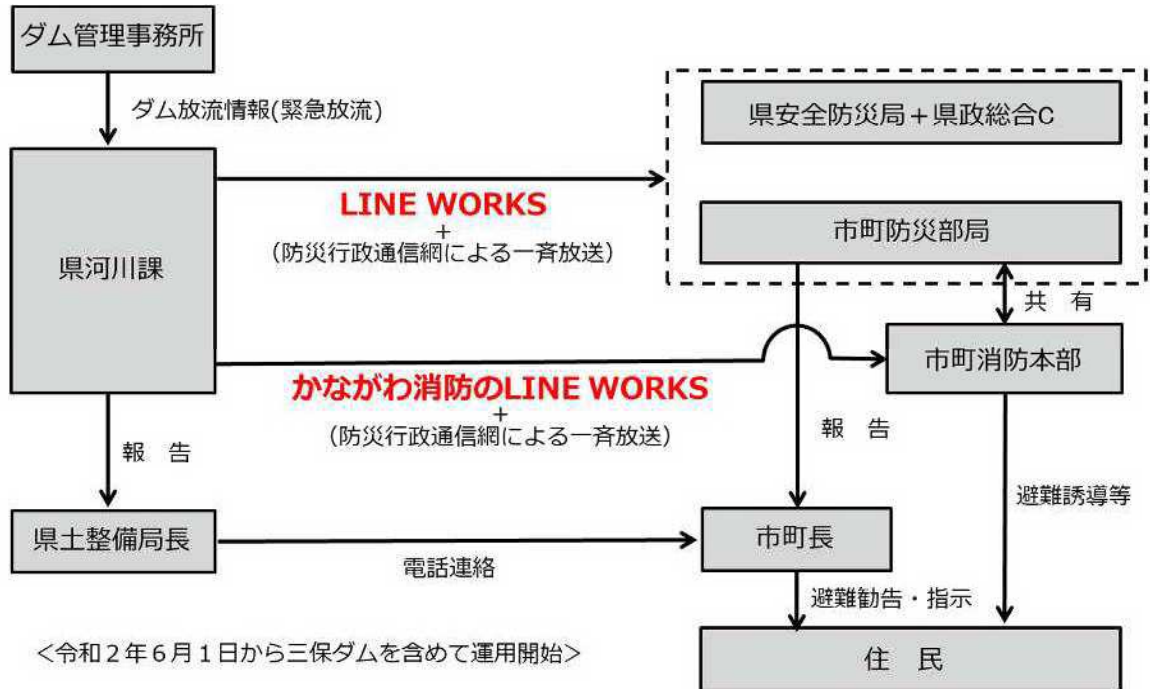 ダム管理事務所
ダム放流情報(緊急放流)
県安全防災局＋県政総合C
県河川課
LINE WORKS
+
（防災行政通信網による一斉放送）
市町防災部局
共　有
市町消防本部
かながわ消防のLINE WORKS
+
（防災行政通信網による一斉放送）
報　告
報　告
避難誘導等
県土整備局長
電話連絡
市町長
避難勧告・指示
＜令和２年６月１日から三保ダムを含めて運用開始＞
住　民